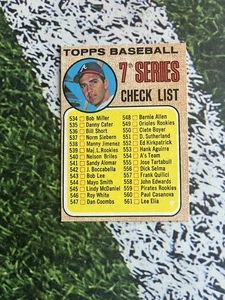 TOPPS BASEBALL
7th SERIES
CHECK LIST
534 Bob Miller
535 Danny Cater
536 Bill Short
537 Norm Siebern
538 Manny Jimenez
539 Maj. L. Rookies
540 Nelson Briles
541 Sandy Alomar
542 J. Boccabella
543 Bob Lee
544 Mayo Smith
545 Lindy McDaniel
546 Roy White
547 Dan Coombs
548 Bernie Allen
549 Orioles Rookies
550 Clete Boyer
551 D. Sutherland
552 Ed Kirkpatrick
553 Hank Aguirre
554 A's Team
555 Jose Tartabull
556 Dick Selma
557 Frank Quilici
558 John Edwards
559 Pirates Rookies
560 Paul Casanova
561 Lee Elia